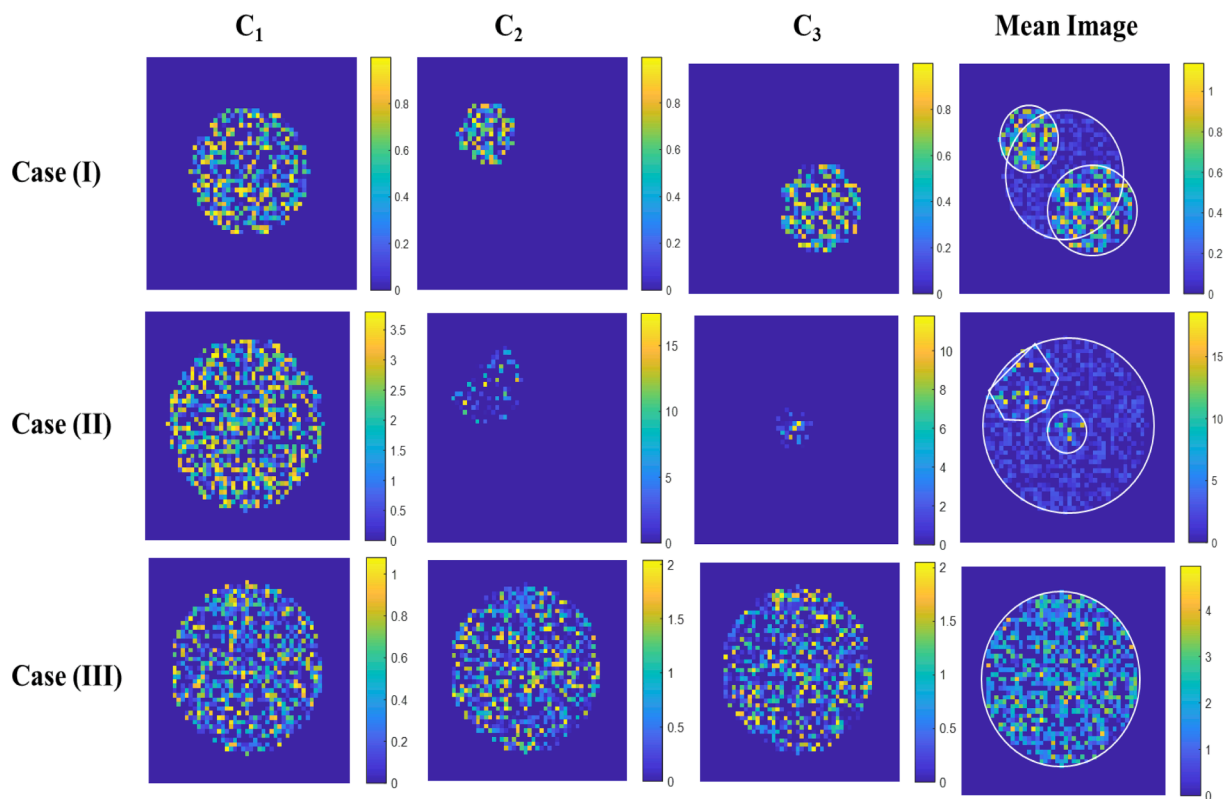 C₁ C₂ C₃ Mean Image
Case (I)
0.8 0.6 0.4 0.2 0
0.8 0.6 0.4 0.2 0
0.8 0.6 0.4 0.2 0
1 0.8 0.6 0.4 0.2 0
Case (II)
3.5 3 2.5 2 1.5 1 0.5 0
15 10 5 0
10 8 6 4 2 0
15 10 5 0
Case (III)
1 0.8 0.6 0.4 0.2 0
2 1.5 1 0.5 0
2 1.5 1 0.5 0
4 3 2 1 0